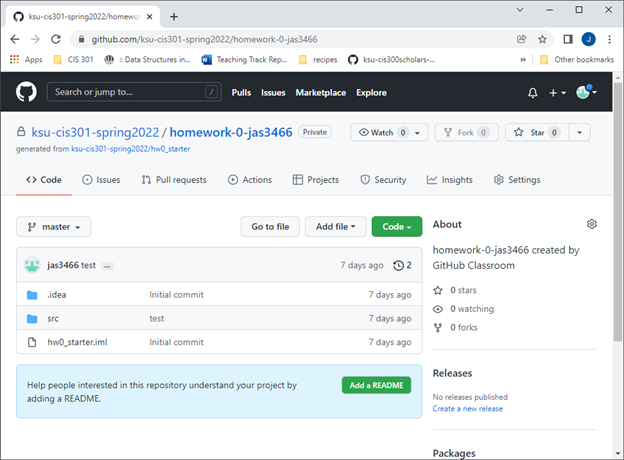 ksu-cis301-spring2022/homewor
github.com/ksu-cis301-spring2022/homework-0-jas3466
J
Apps CIS 301 :: Data Structures in... Teaching Track Rep... recipes ksu-cis300scholars-... » Other bookmarks
Search or jump to... / Pulls Issues Marketplace Explore
ksu-cis301-spring2022 / homework-0-jas3466 Private Watch 0 Fork 0 Star 0
generated from ksu-cis301-spring2022/hw0_starter
Code Issues Pull requests Actions Projects Security Insights Settings
master Go to file Add file Code
About
homework-0-jas3466 created by
GitHub Classroom
0 stars
0 watching
0 forks
jas3466 test ... 7 days ago 2
.idea Initial commit 7 days ago
src test 7 days ago
hw0_starter.iml Initial commit 7 days ago
Help people interested in this repository understand your project by
adding a README.
Add a README
Releases
No releases published
Create a new release
Packages